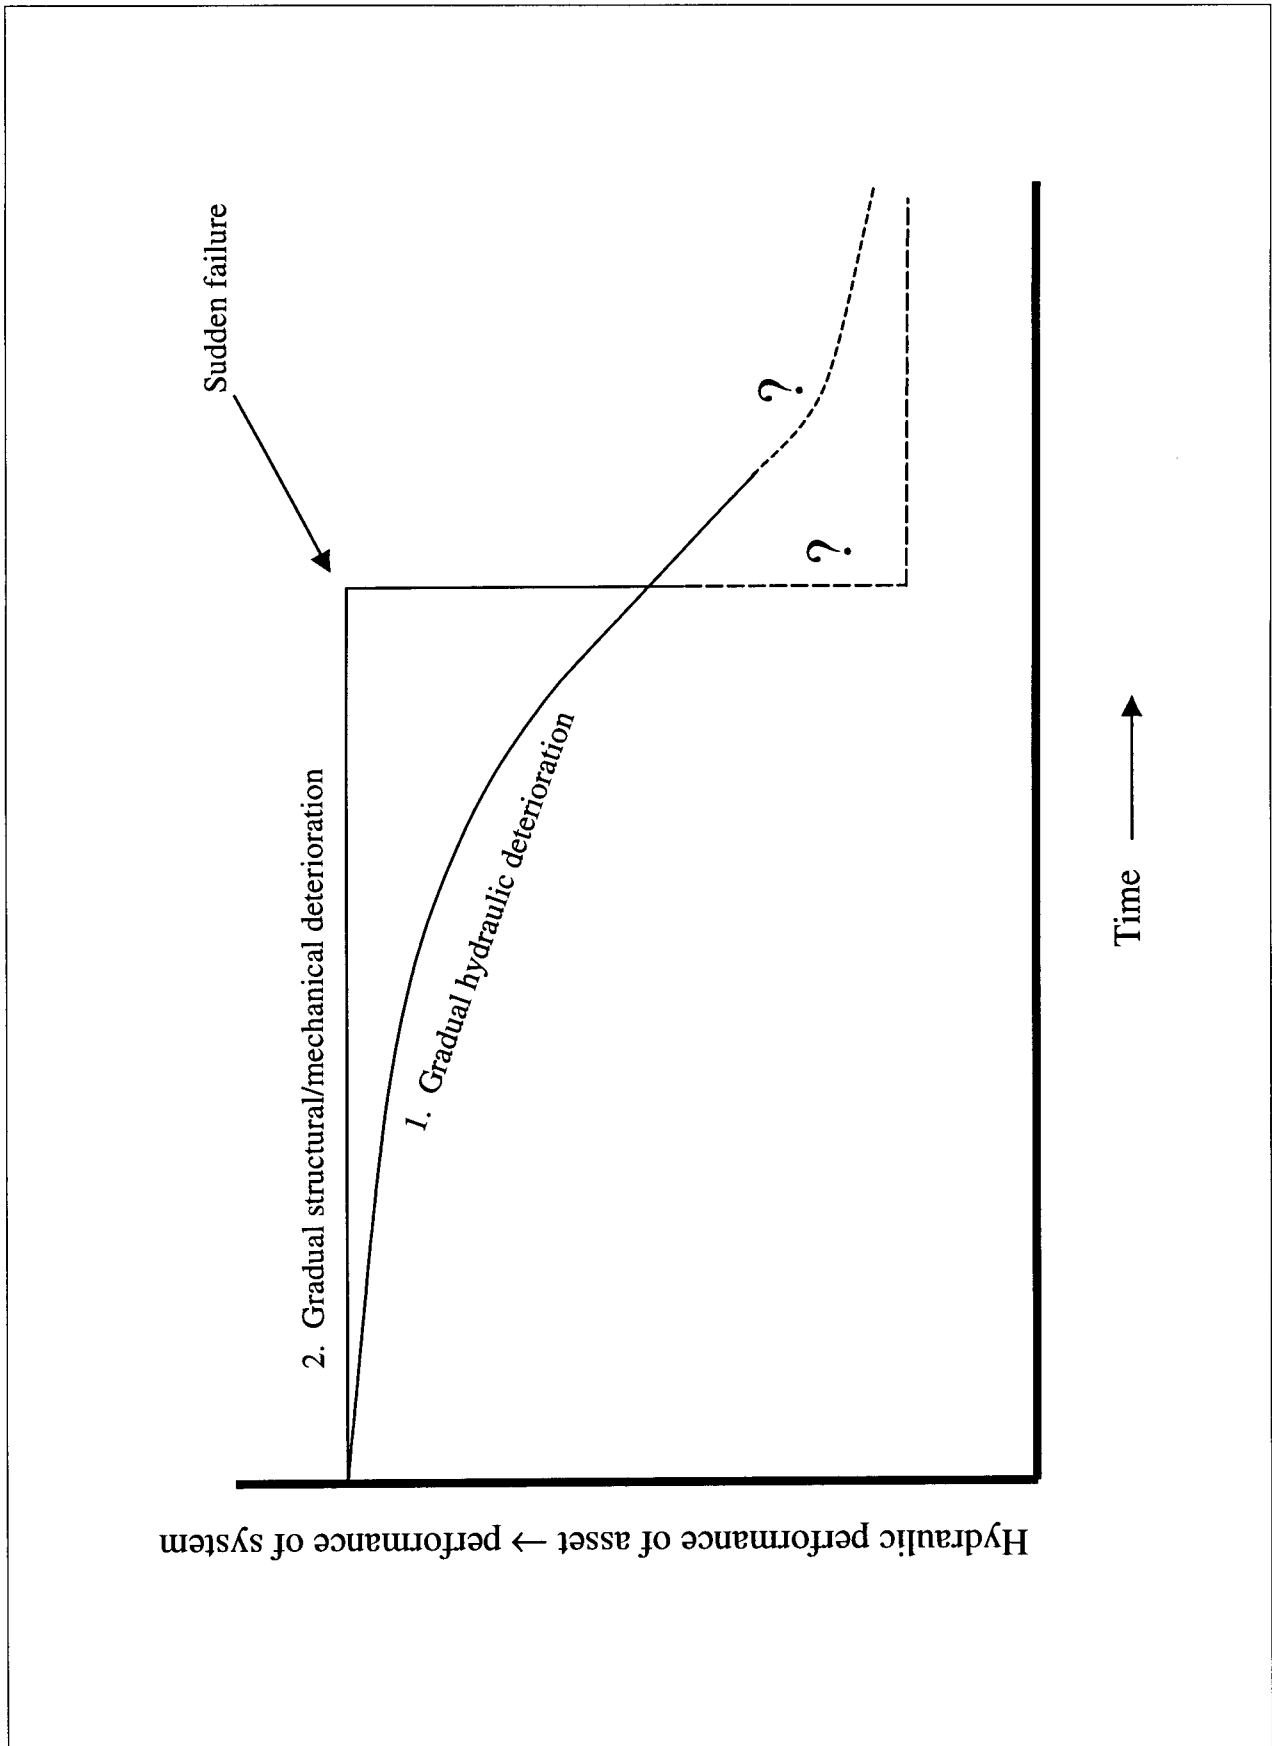 Sudden failure
2. Gradual structural/mechanical deterioration
1. Gradual hydraulic deterioration
?
?
Time
Hydraulic performance of asset → performance of system